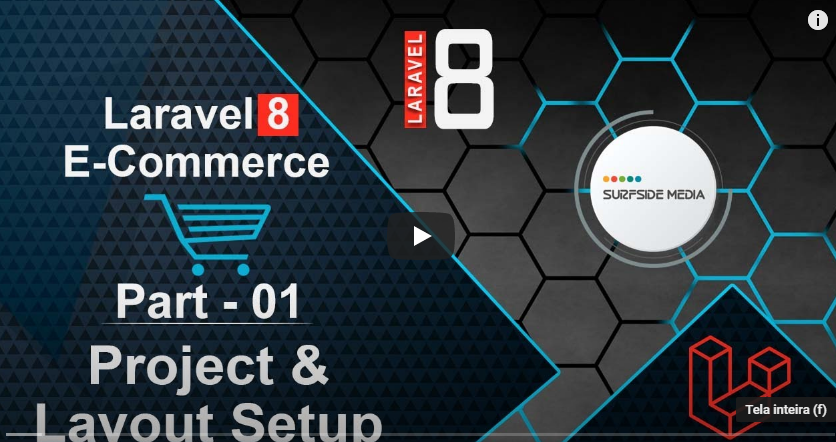 Laravel 8
E-Commerce
Part - 01
Project &
Layout Setup
LARAVEL 8
SURFSIDE MEDIA
Tela inteira (f)
i